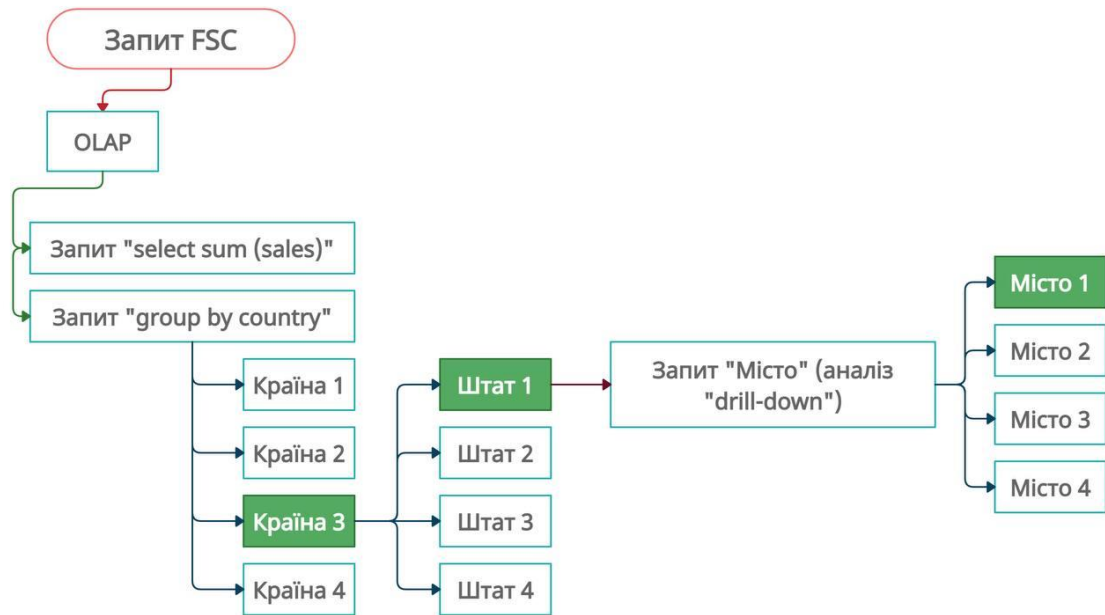 Запит FSC
OLAP
Запит "select sum (sales)"
Запит "group by country"
Країна 1
Країна 2
Країна 3
Країна 4
Штат 1
Штат 2
Штат 3
Штат 4
Запит "Місто" (аналіз
"drill-down")
Місто 1
Місто 2
Місто 3
Місто 4